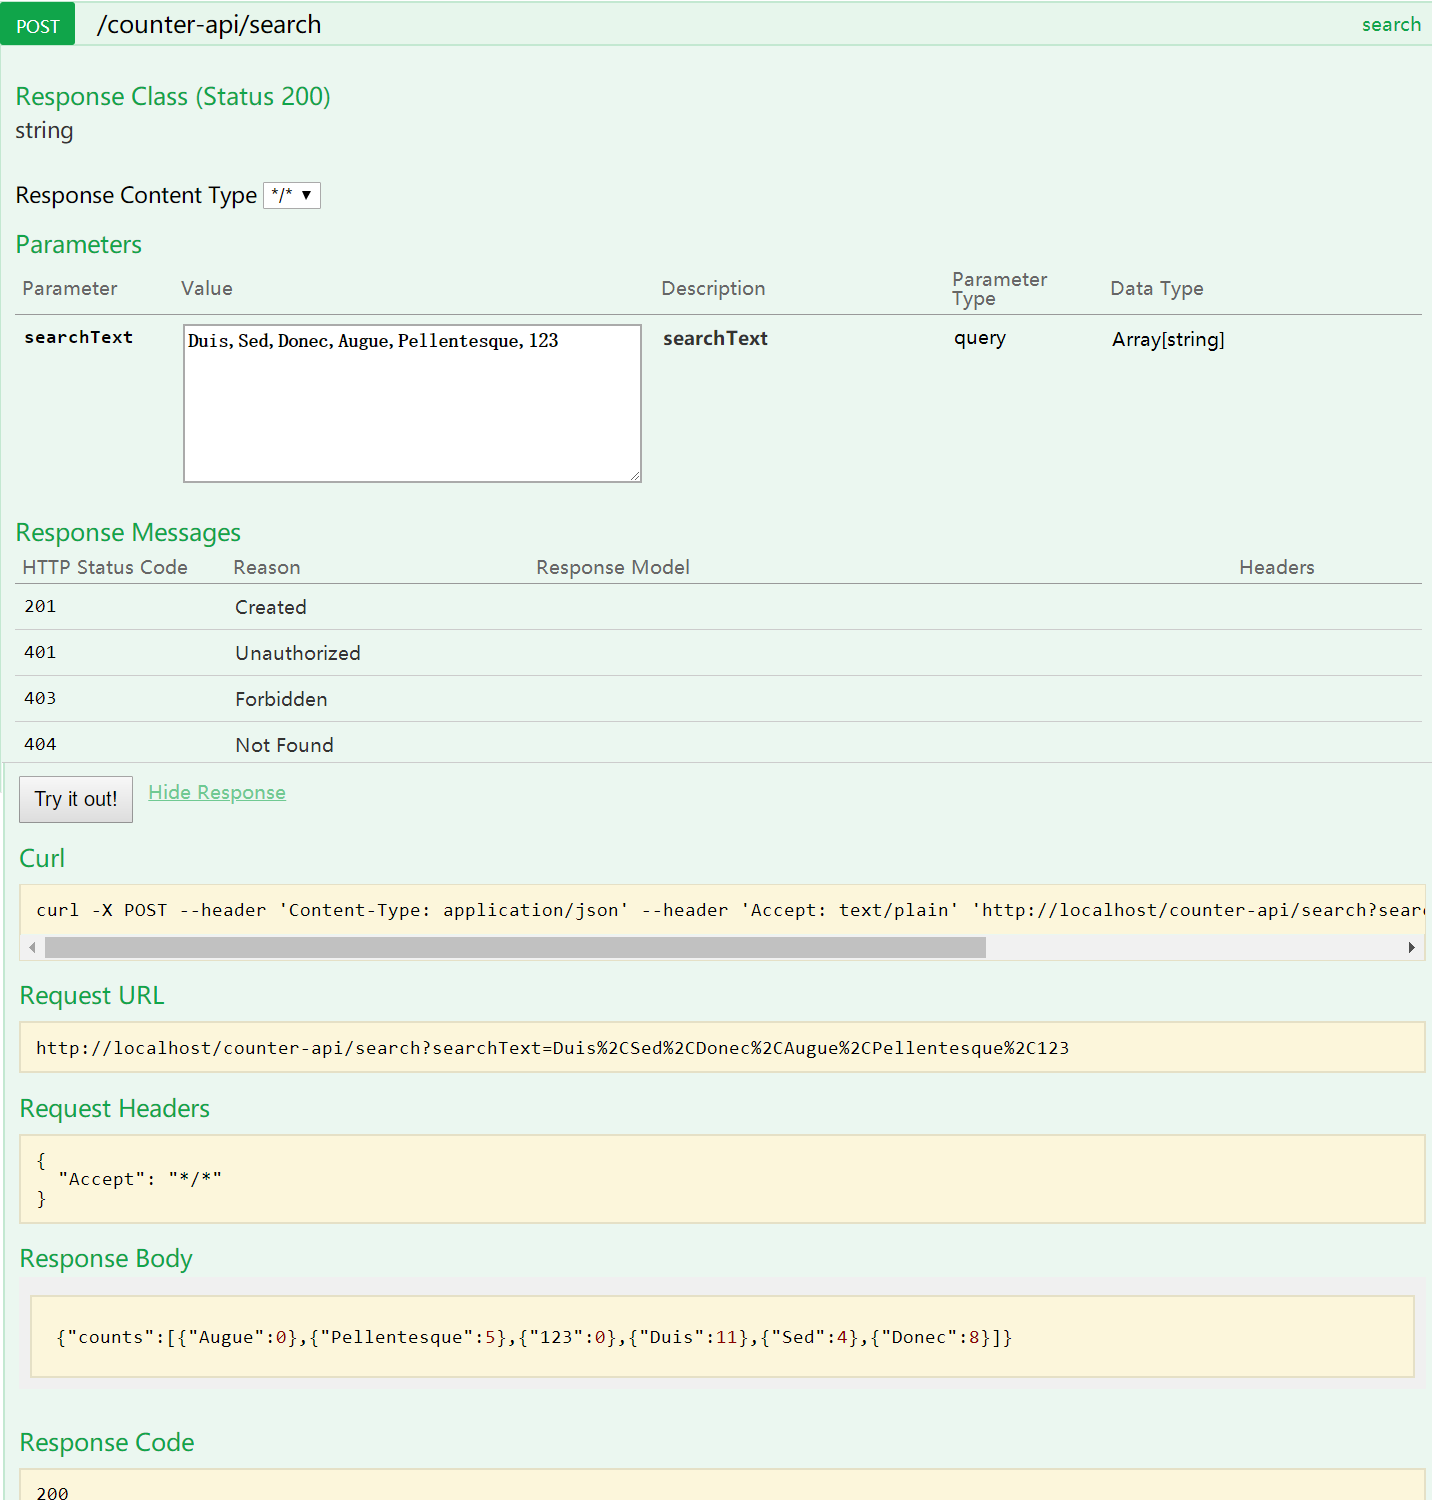 POST /counter-api/search search
Response Class (Status 200)
string
Response Content Type */* ▼
Parameters
Parameter Value Description Parameter Type Data Type
searchText Duis,Sed,Donec,Augue,Pellentesque,123 searchText query Array[string]
Response Messages
HTTP Status Code Reason Response Model Headers
201 Created
401 Unauthorized
403 Forbidden
404 Not Found
Try it out! Hide Response
Curl
curl -X POST --header 'Content-Type: application/json' --header 'Accept: text/plain' 'http://localhost/counter-api/search?sear
Request URL
http://localhost/counter-api/search?searchText=Duis%2CSed%2CDonec%2CAugue%2CPellentesque%2C123
Request Headers
{
"Accept": "*/*"
}
Response Body
{"counts":[{"Augue":0},{"Pellentesque":5},{"123":0},{"Duis":11},{"Sed":4},{"Donec":8}]}
Response Code
200